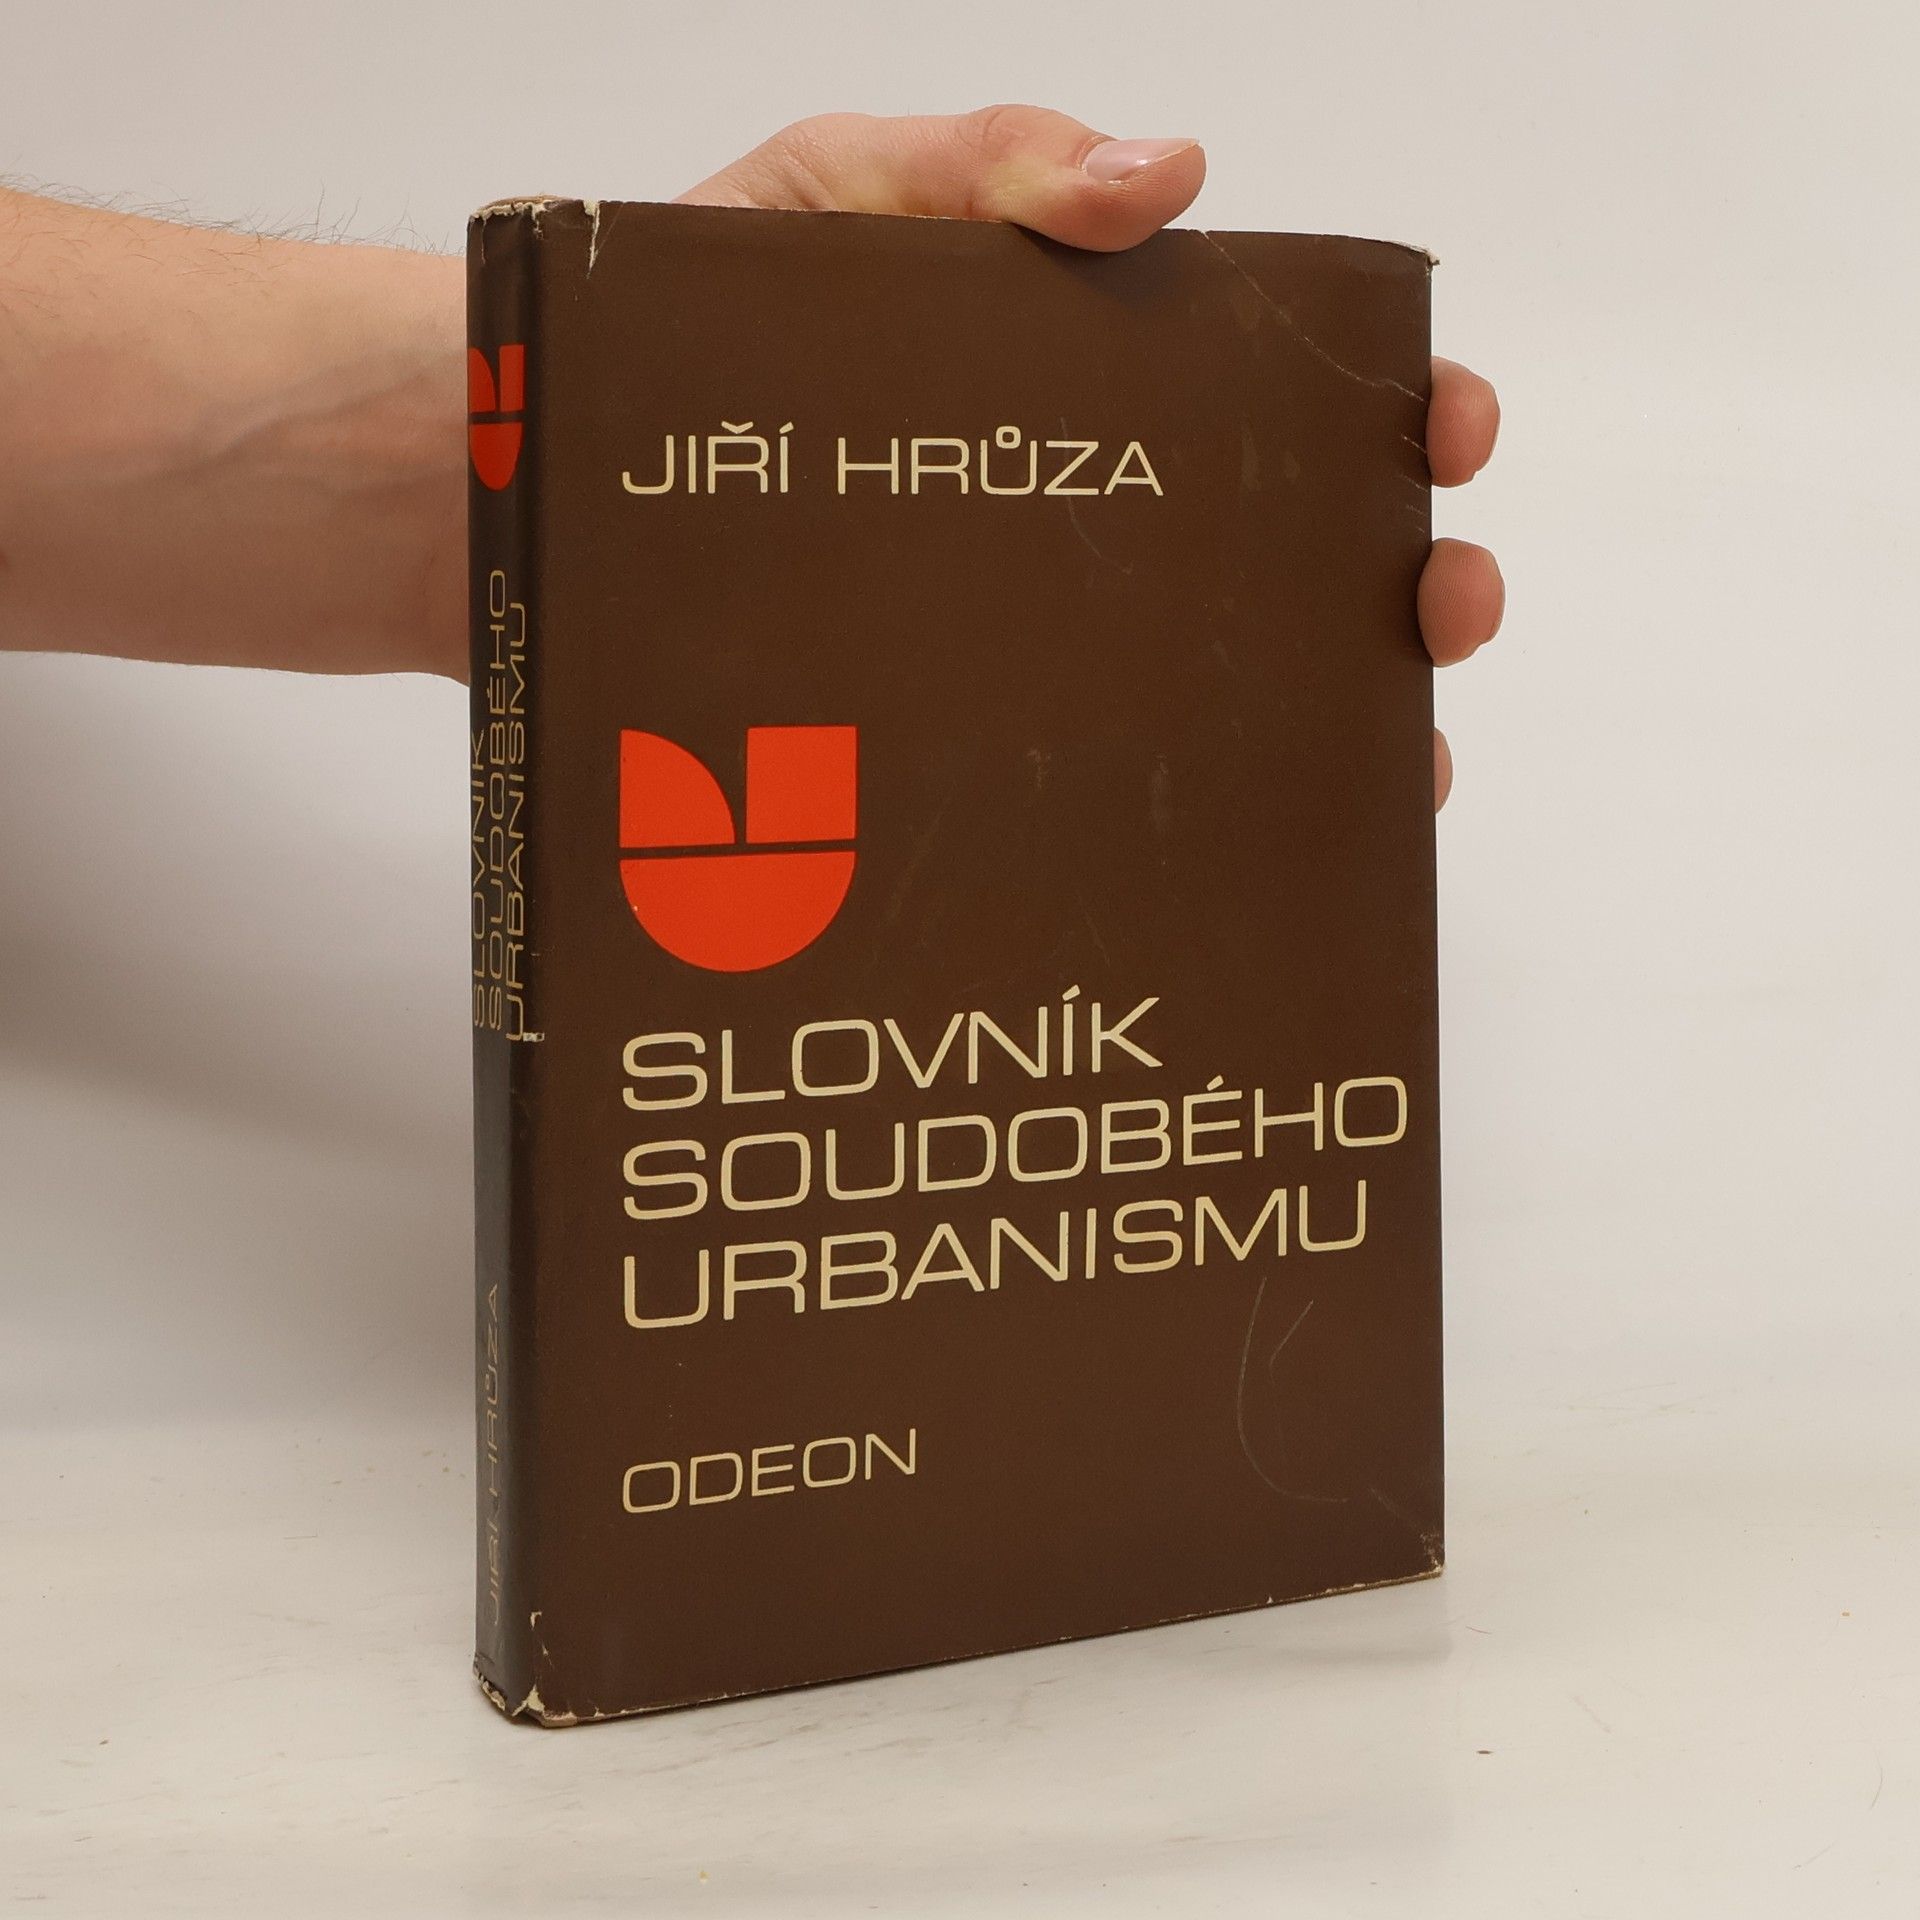 JIŘÍ HRŮZA
SLOVNÍK
SOUDOBÉHO
URBANISMU
ODEON
SLOVNÍK
SOUDOBÉHO
URBANISMU
JIŘÍ HRŮZA